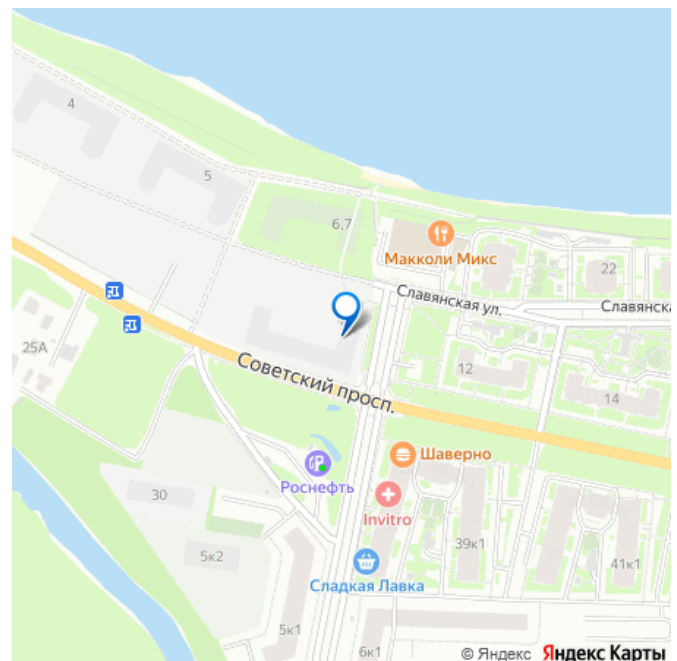 4
5
6,7
Макколи Микс
22
Славянская ул.
Славянска
25А
12
14
Советский просп.
Шаверно
Роснефть
Invitro
30
39к1
5к2
41к1
Сладкая Лавка
5к1
6к1
© Яндекс Яндекс Карты